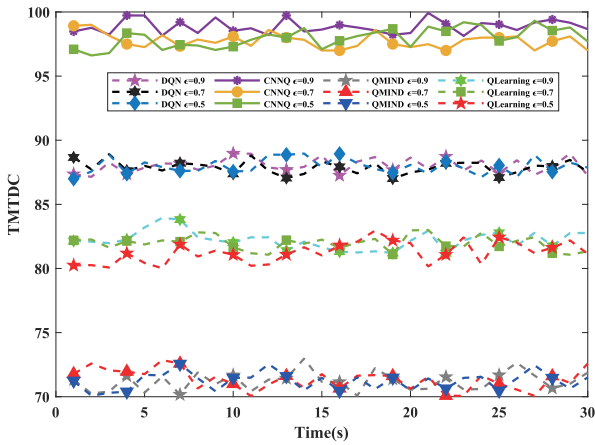 100
95
90
85
80
75
70
TMTDC
DQN ϵ=0.9 CNNQ ϵ=0.9 QMIND ϵ=0.9 QLearning ϵ=0.9
DQN ϵ=0.7 CNNQ ϵ=0.7 QMIND ϵ=0.7 QLearning ϵ=0.7
DQN ϵ=0.5 CNNQ ϵ=0.5 QMIND ϵ=0.5 QLearning ϵ=0.5
0 5 10 15 20 25 30
Time(s)